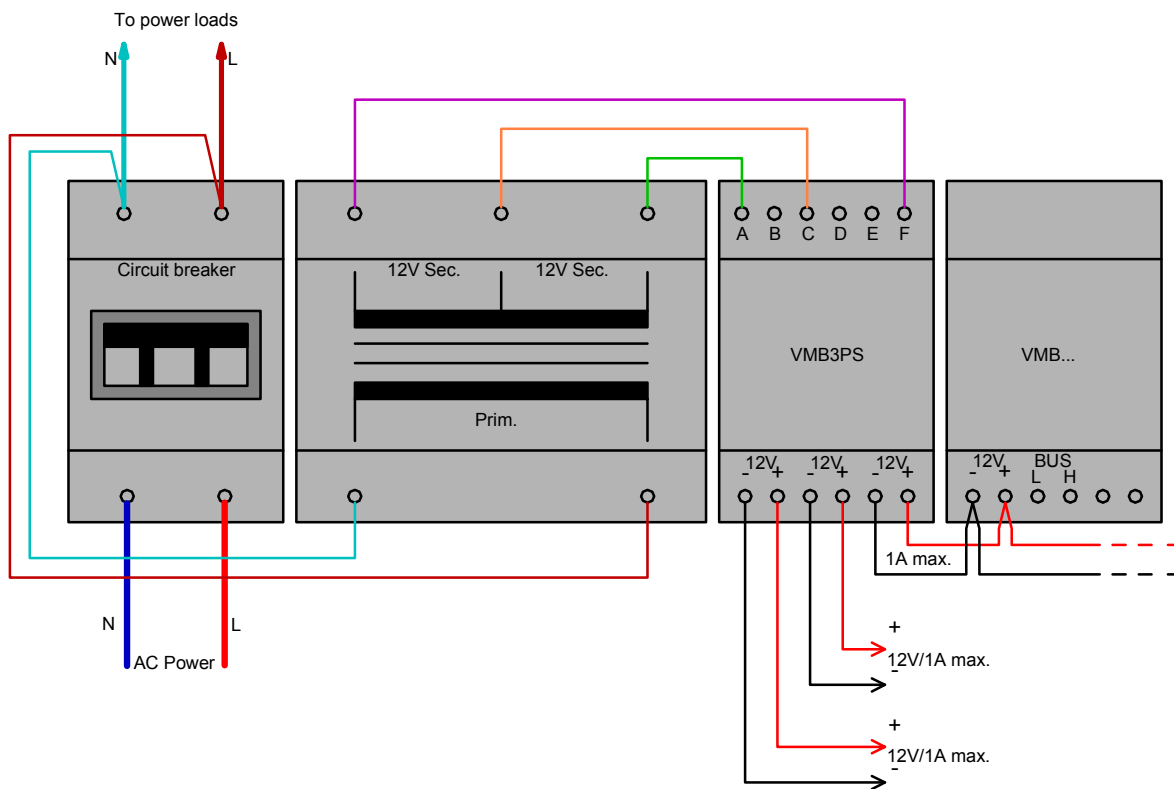 To power loads
N
L
A
B
C
D
E
F
Circuit breaker
12V Sec.
12V Sec.
VMB3PS
VMB...
Prim.
12V
12V
12V
12V
BUS
- + - + - +
- +
L
H
1A max.
N
L
AC Power
+
12V/1A max.
-
+
12V/1A max.
-